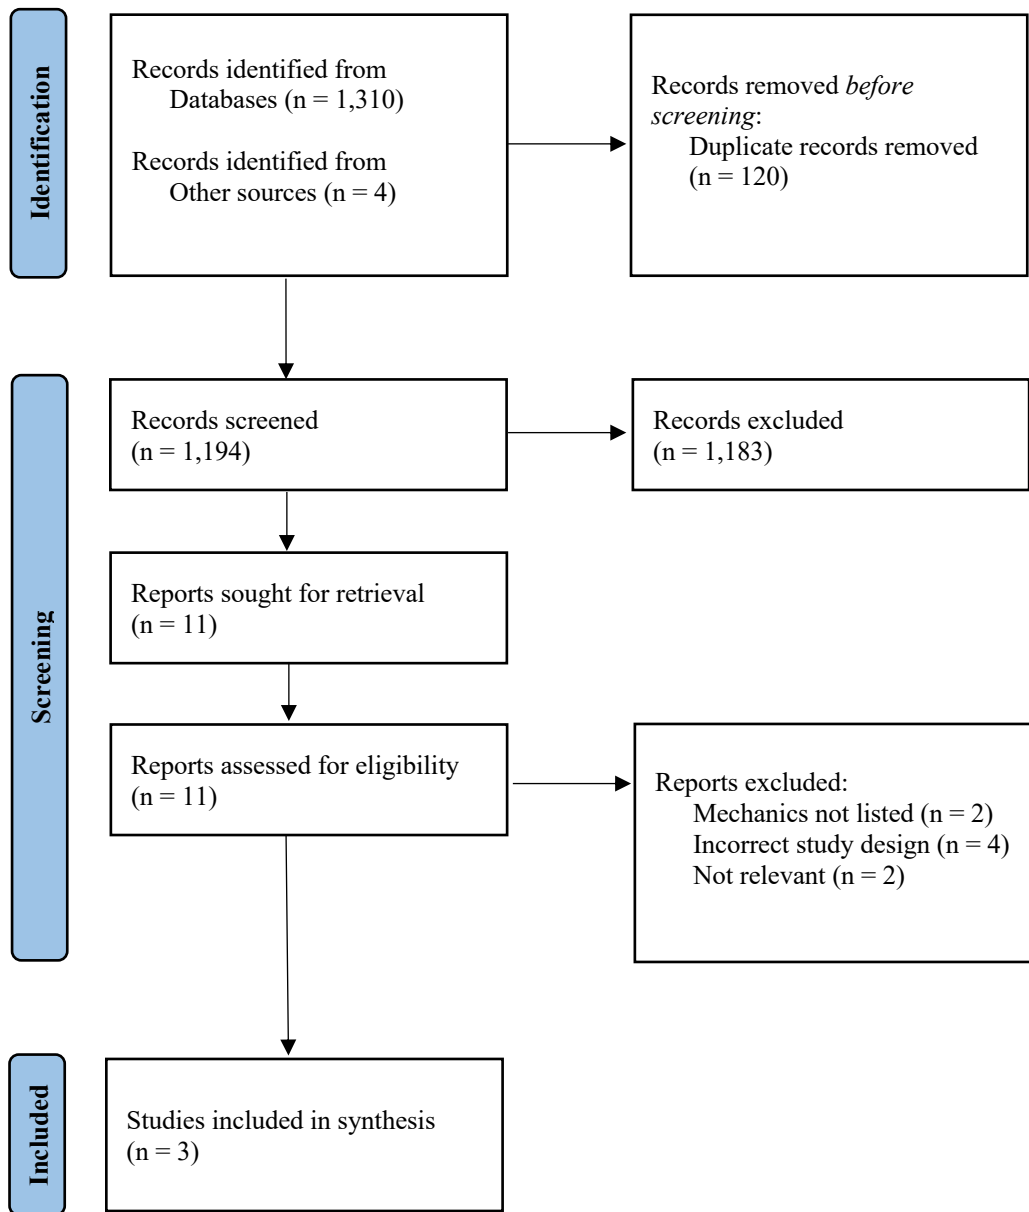 Identification
Records identified from
Databases (n = 1,310)
Records identified from
Other sources (n = 4)
Records removed before
screening:
Duplicate records removed
(n = 120)
Screening
Records screened
(n = 1,194)
Records excluded
(n = 1,183)
Reports sought for retrieval
(n = 11)
Reports assessed for eligibility
(n = 11)
Reports excluded:
Mechanics not listed (n = 2)
Incorrect study design (n = 4)
Not relevant (n = 2)
Included
Studies included in synthesis
(n = 3)